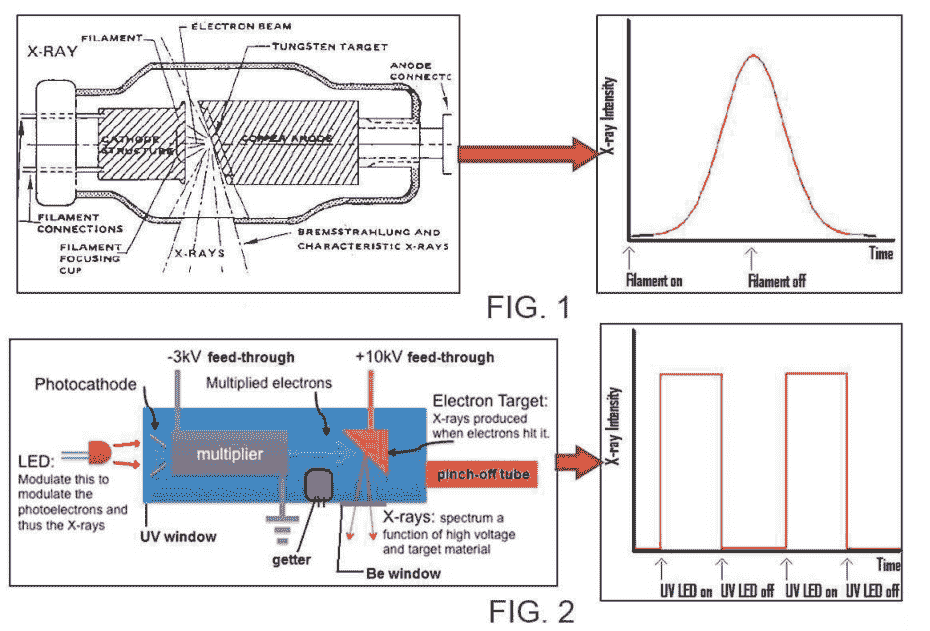 X-RAY
FILAMENT
ELECTRON BEAM
TUNGSTEN TARGET
ANODE
CONNECTC
CATHODE
STRUCTURE
COPPER ANODE
FILAMENT
CONNECTIONS
FILAMENT
FOCUSING
CUP
X-RAYS
BREMSSTRAHLUNG AND
CHARACTERISTIC X-RAYS
X-ray Intensity
Time
Filament on
Filament off
FIG. 1
-3kV feed-through
+10kV feed-through
Photocathode
Multiplied electrons
Electron Target:
X-rays produced
when electrons hit it.
multiplier
LED:
Modulate this to
modulate the
photoelectrons and
thus the X-rays
pinch-off tube
UV window
getter
X-rays: spectrum a
function of high voltage
and target material
Be window
X-ray Intensity
Time
UV LED on
UV LED off
UV LED on
UV LED off
FIG. 2